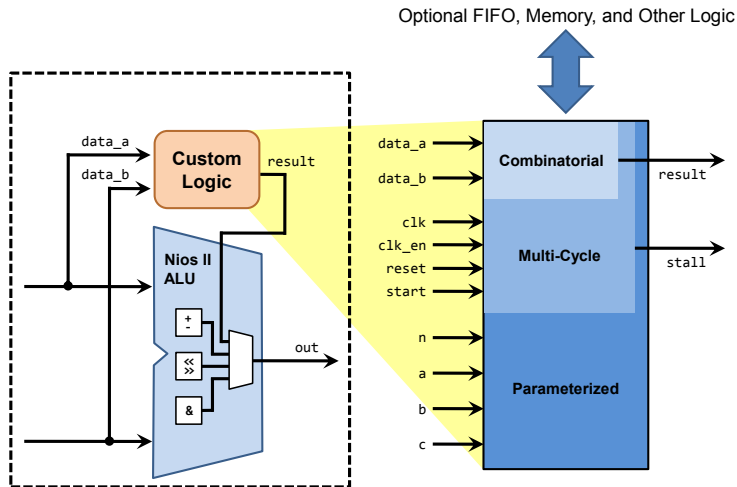 Optional FIFO, Memory, and Other Logic
data_a
data_b
Custom
Logic
result
Nios II
ALU
+
-
<<
>>
&
out
data_a
data_b
clk
clk_en
reset
start
n
a
b
c
Combinatorial
Multi-Cycle
Parameterized
result
stall